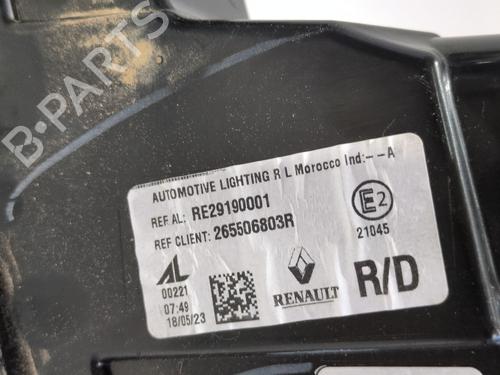 B-PARTS
AUTOMOTIVE LIGHTING R L Morocco Ind:--A
REF AL: RE29190001
REF CLIENT: 265506803R
E2
21045
AL
00221
07:49
18/05/23
RENAULT
R/D